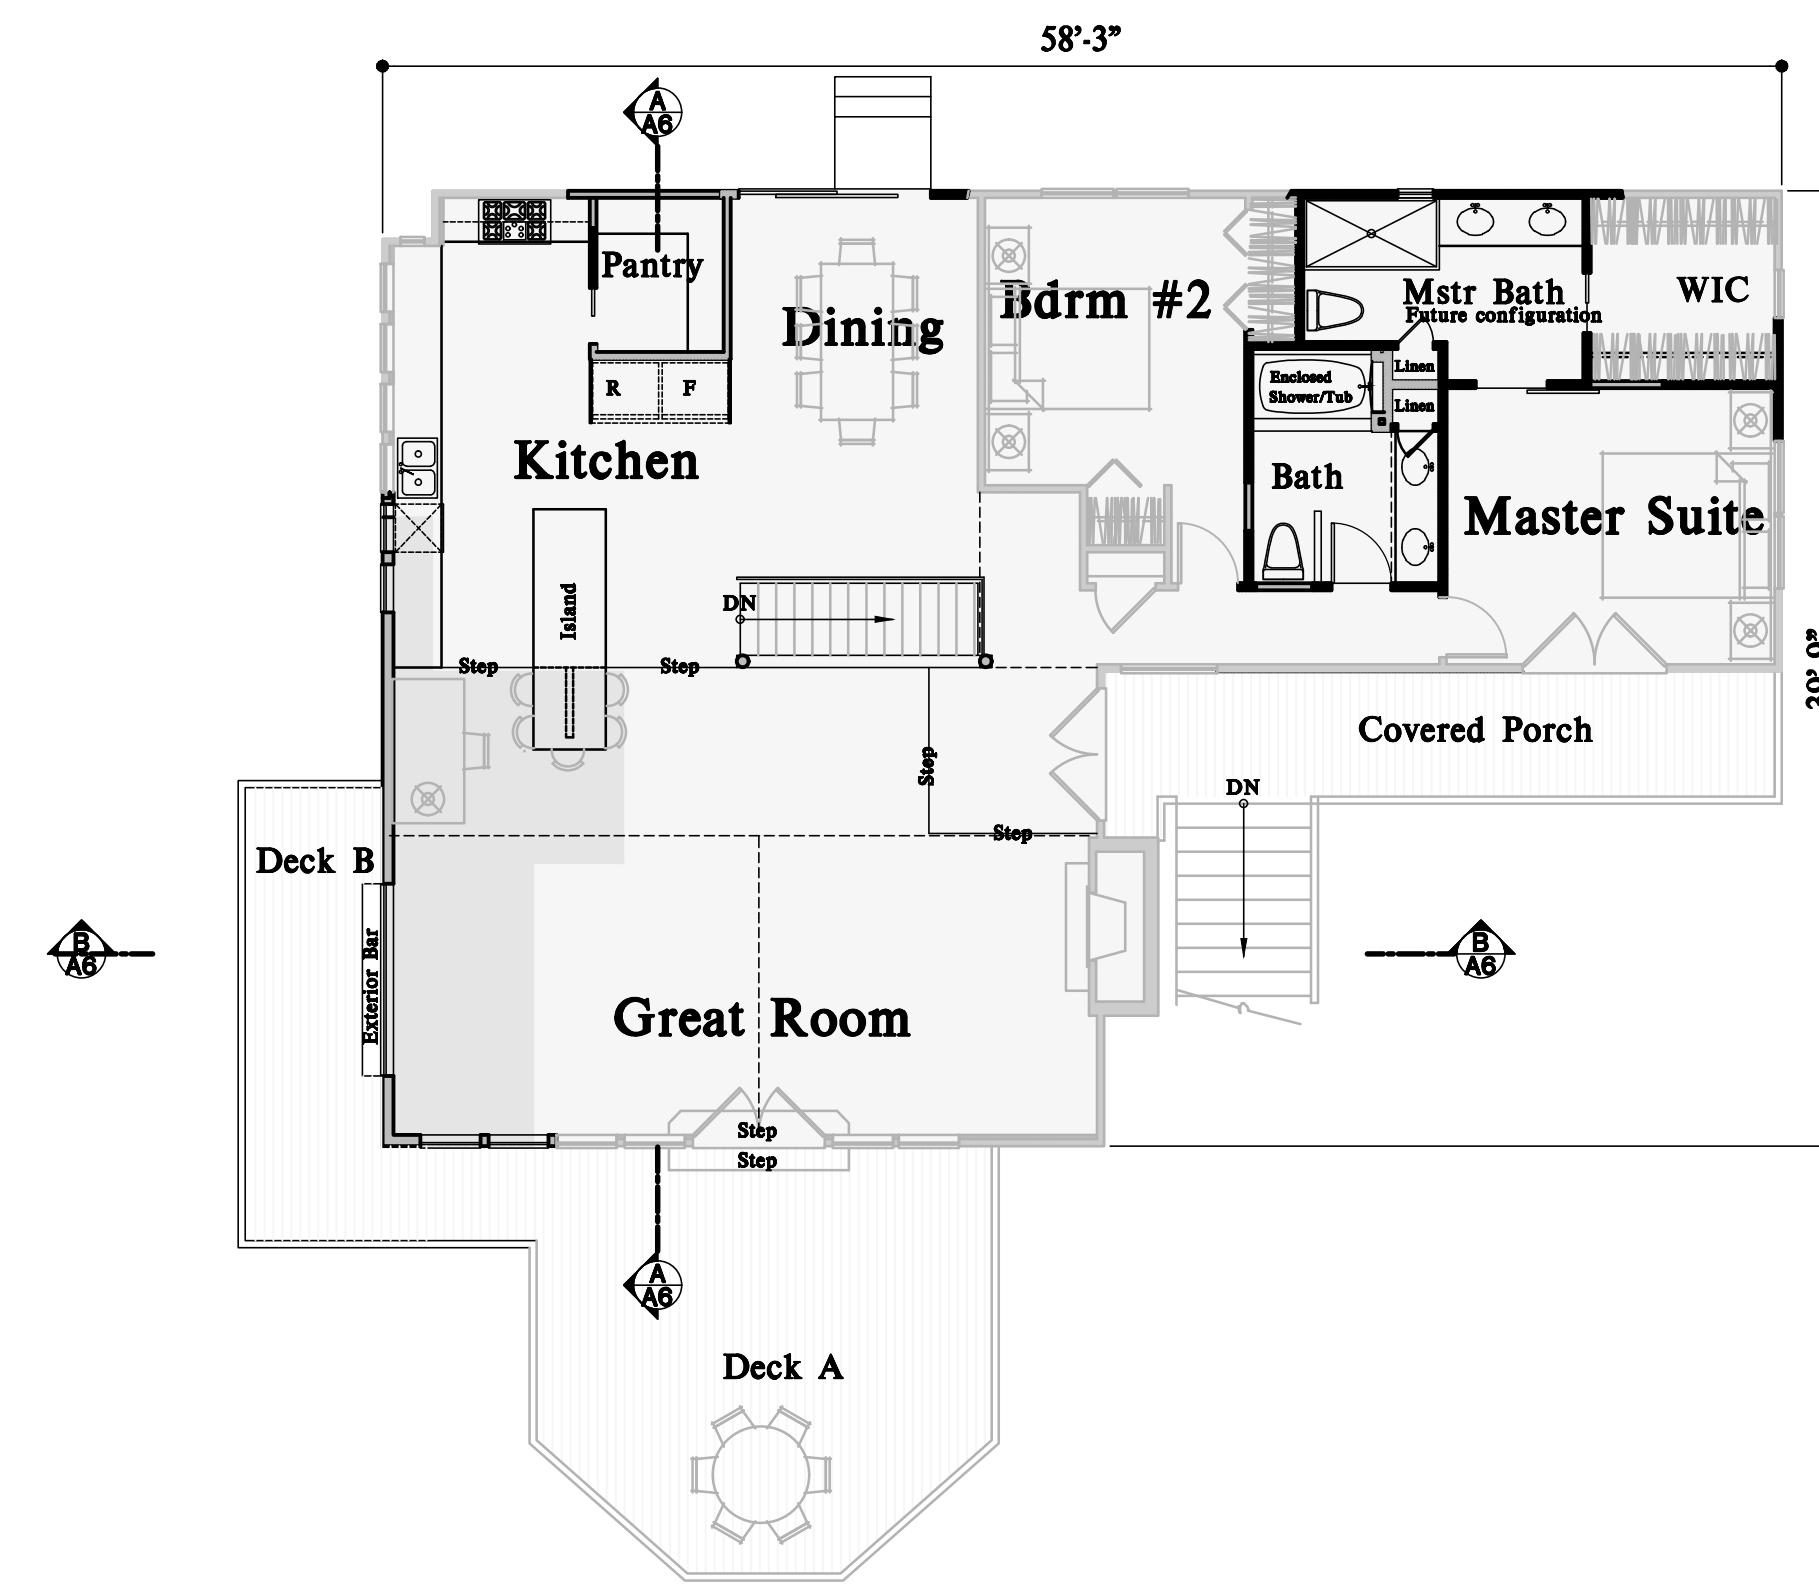 58'-3"
A
A6
Pantry
Dining
Bdrm #2
Mstr Bath
Future configuration
WIC
R F
Linen
Enclosed
Shower/Tub
Linen
Kitchen
Bath
Master Suite
Island
DN
Step
Step
Covered Porch
Step
DN
Step
Deck B
B
A6
Exterior Bar
B
A6
Great Room
Step
Step
A
A6
Deck A